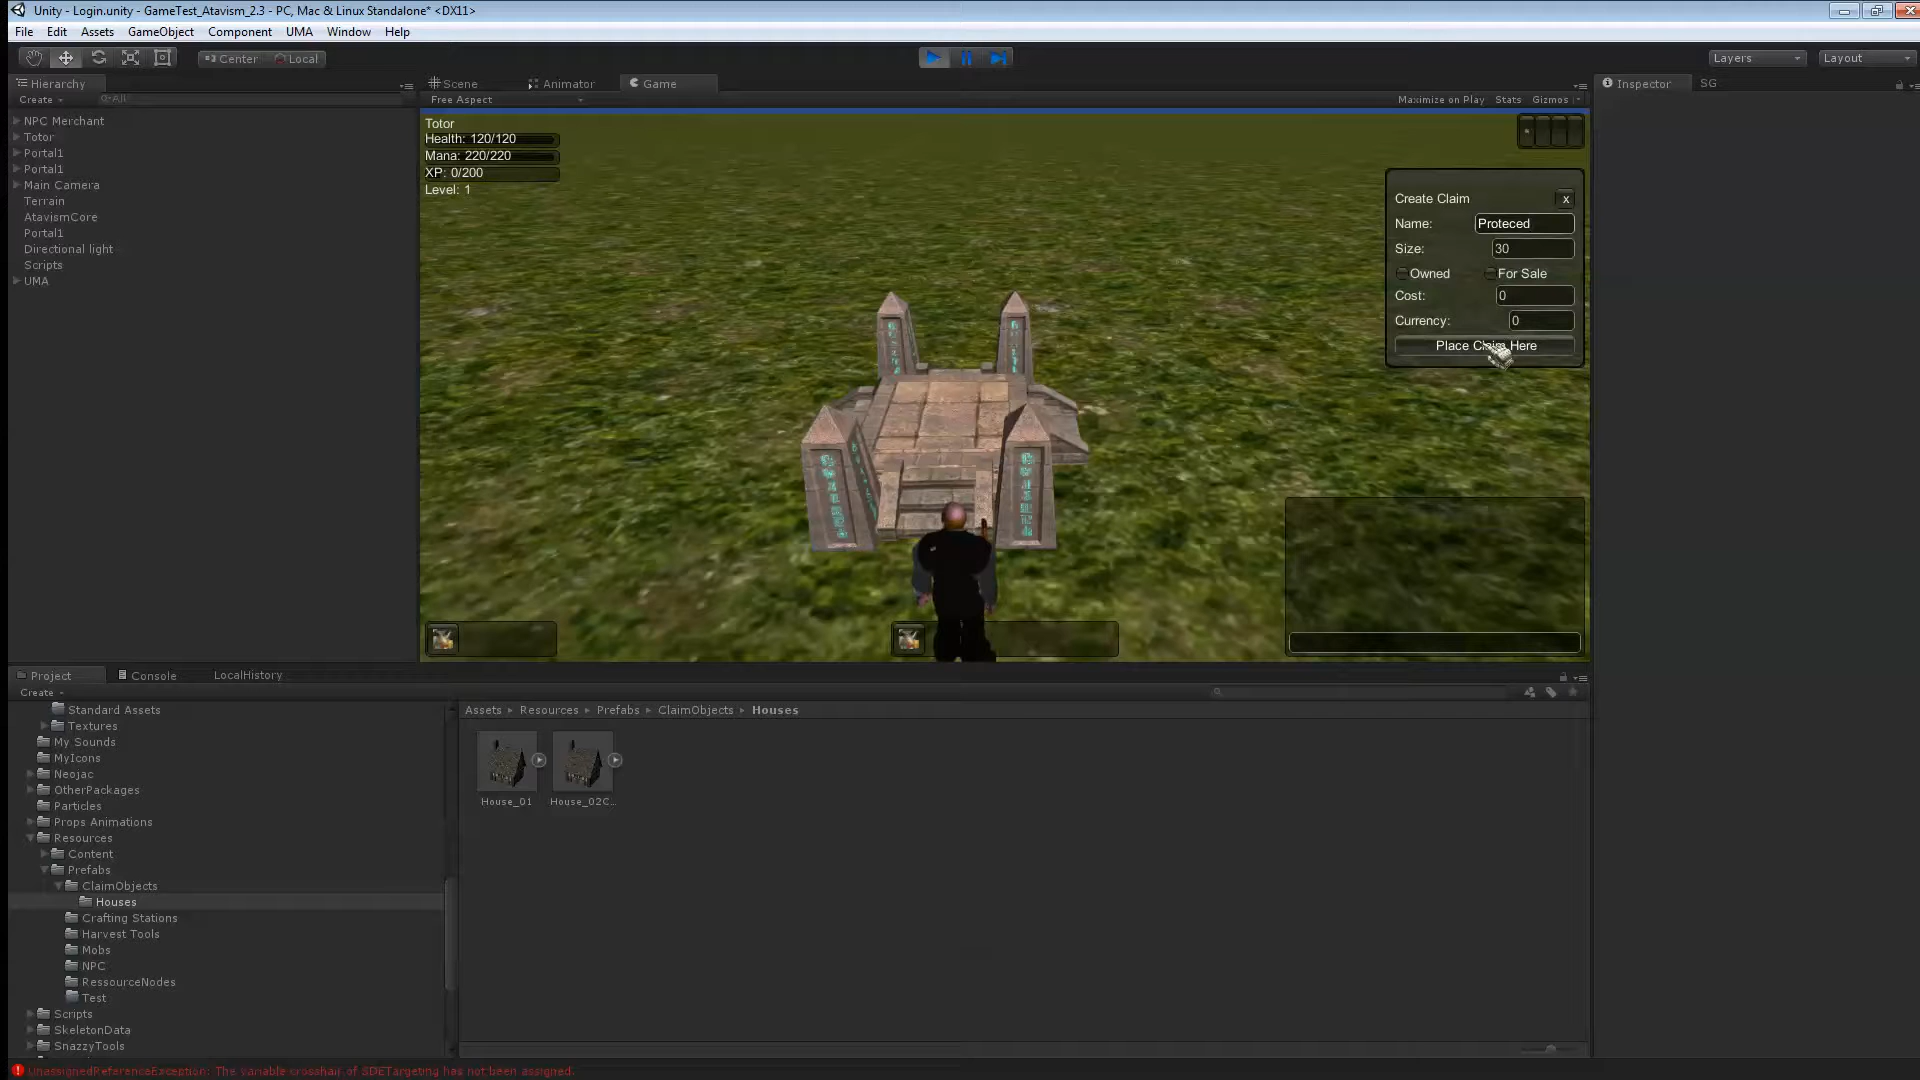 Unity - Login.unity - GameTest_Atavism_2.3 - PC, Mac & Linux Standalone* <DX11>
File Edit Assets GameObject Component UMA Window Help
Center Local Layers Layout
Hierarchy Scene Animator Game Inspector SG
Create All Free Aspect Maximize on Play Stats Gizmos
NPC Merchant
Totor
Portal1
Portal1
Main Camera
Terrain
AtavismCore
Portal1
Directional light
Scripts
UMA
Totor
Health: 120/120
Mana: 220/220
XP: 0/200
Level: 1
Create Claim x
Name: Proteced
Size: 30
Owned For Sale
Cost: 0
Currency: 0
Place Claim Here
Project Console LocalHistory
Create
Standard Assets
Textures
My Sounds
MyIcons
Neojac
OtherPackages
Particles
Props Animations
Resources
Content
Prefabs
ClaimObjects
Houses
Crafting Stations
Harvest Tools
Mobs
NPC
RessourceNodes
Test
Scripts
SkeletonData
SnazzyTools
Assets Resources Prefabs ClaimObjects Houses
House_01 House_02C...
UnassignedReferenceException: The variable crosshair of SDETargeting has not been assigned.